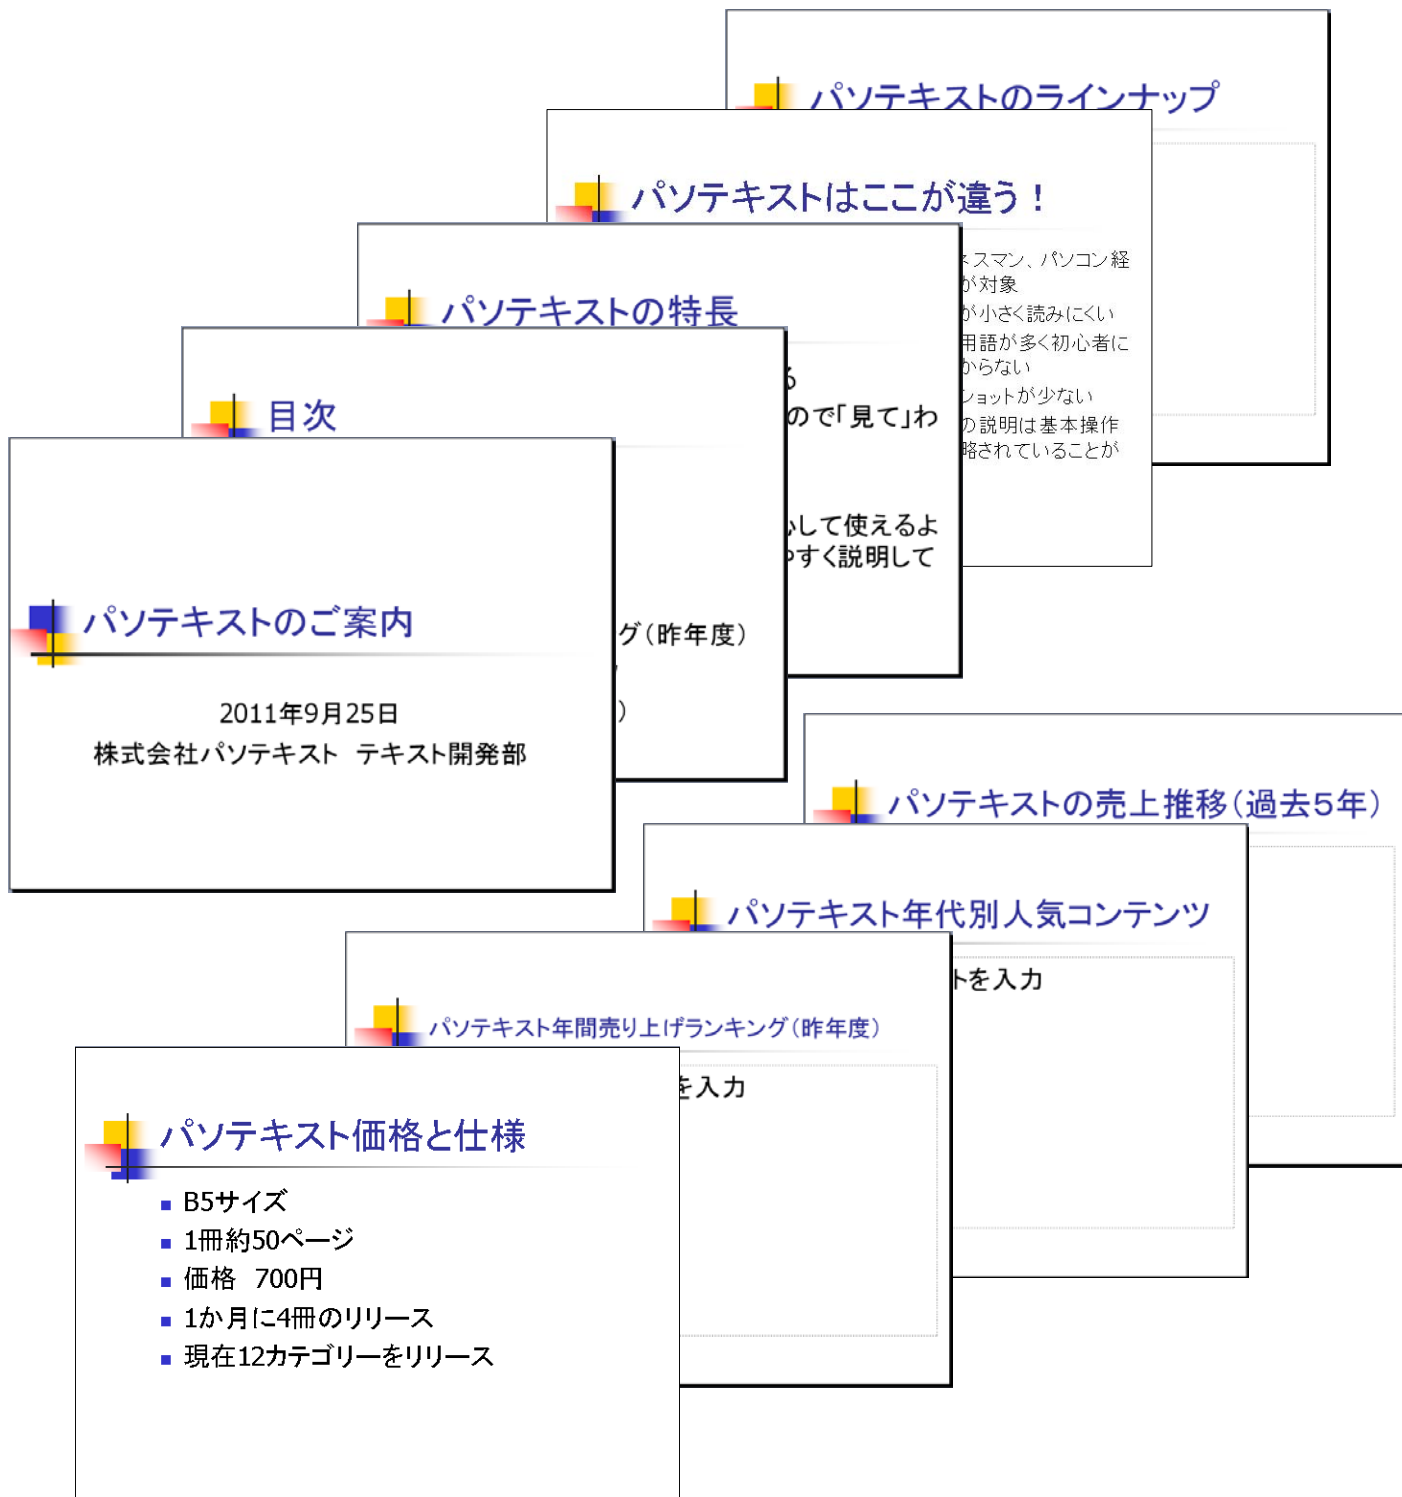 パソテキストのラインナップ
パソテキストはここが違う！
スマン、パソコン経
が対象
が小さく読みにくい
用語が多く初心者に
からない
ショットが少ない
の説明は基本操作
略されていることが
パソテキストの特長
る
ので「見て」わ
して使えるよ
やすく説明して
目次
グ（昨年度）
）
パソテキストのご案内
2011年9月25日
株式会社パソテキスト　テキスト開発部
パソテキストの売上推移（過去５年）
パソテキスト年代別人気コンテンツ
トを入力
パソテキスト年間売り上げランキング（昨年度）
を入力
パソテキスト価格と仕様
■ B5サイズ
■ 1冊約50ページ
■ 価格　700円
■ 1か月に4冊のリリース
■ 現在12カテゴリーをリリース